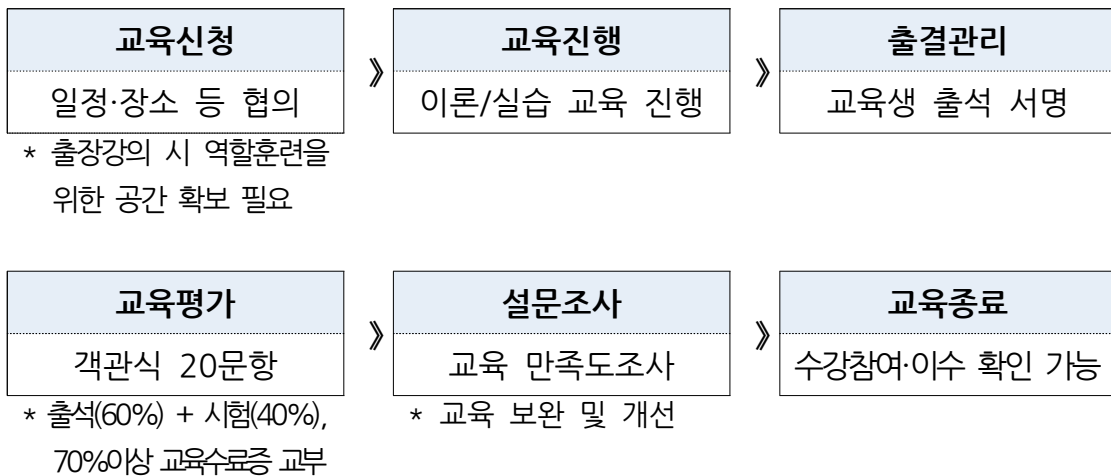 교육신청
일정·장소 등 협의
* 출장강의 시 역할훈련을
위한 공간 확보 필요
》
교육진행
이론/실습 교육 진행
》
출결관리
교육생 출석 서명
교육평가
객관식 20문항
* 출석(60%) + 시험(40%),
70%이상 교육수료증 교부
》
설문조사
교육 만족도조사
* 교육 보완 및 개선
》
교육종료
수강참여·이수 확인 가능